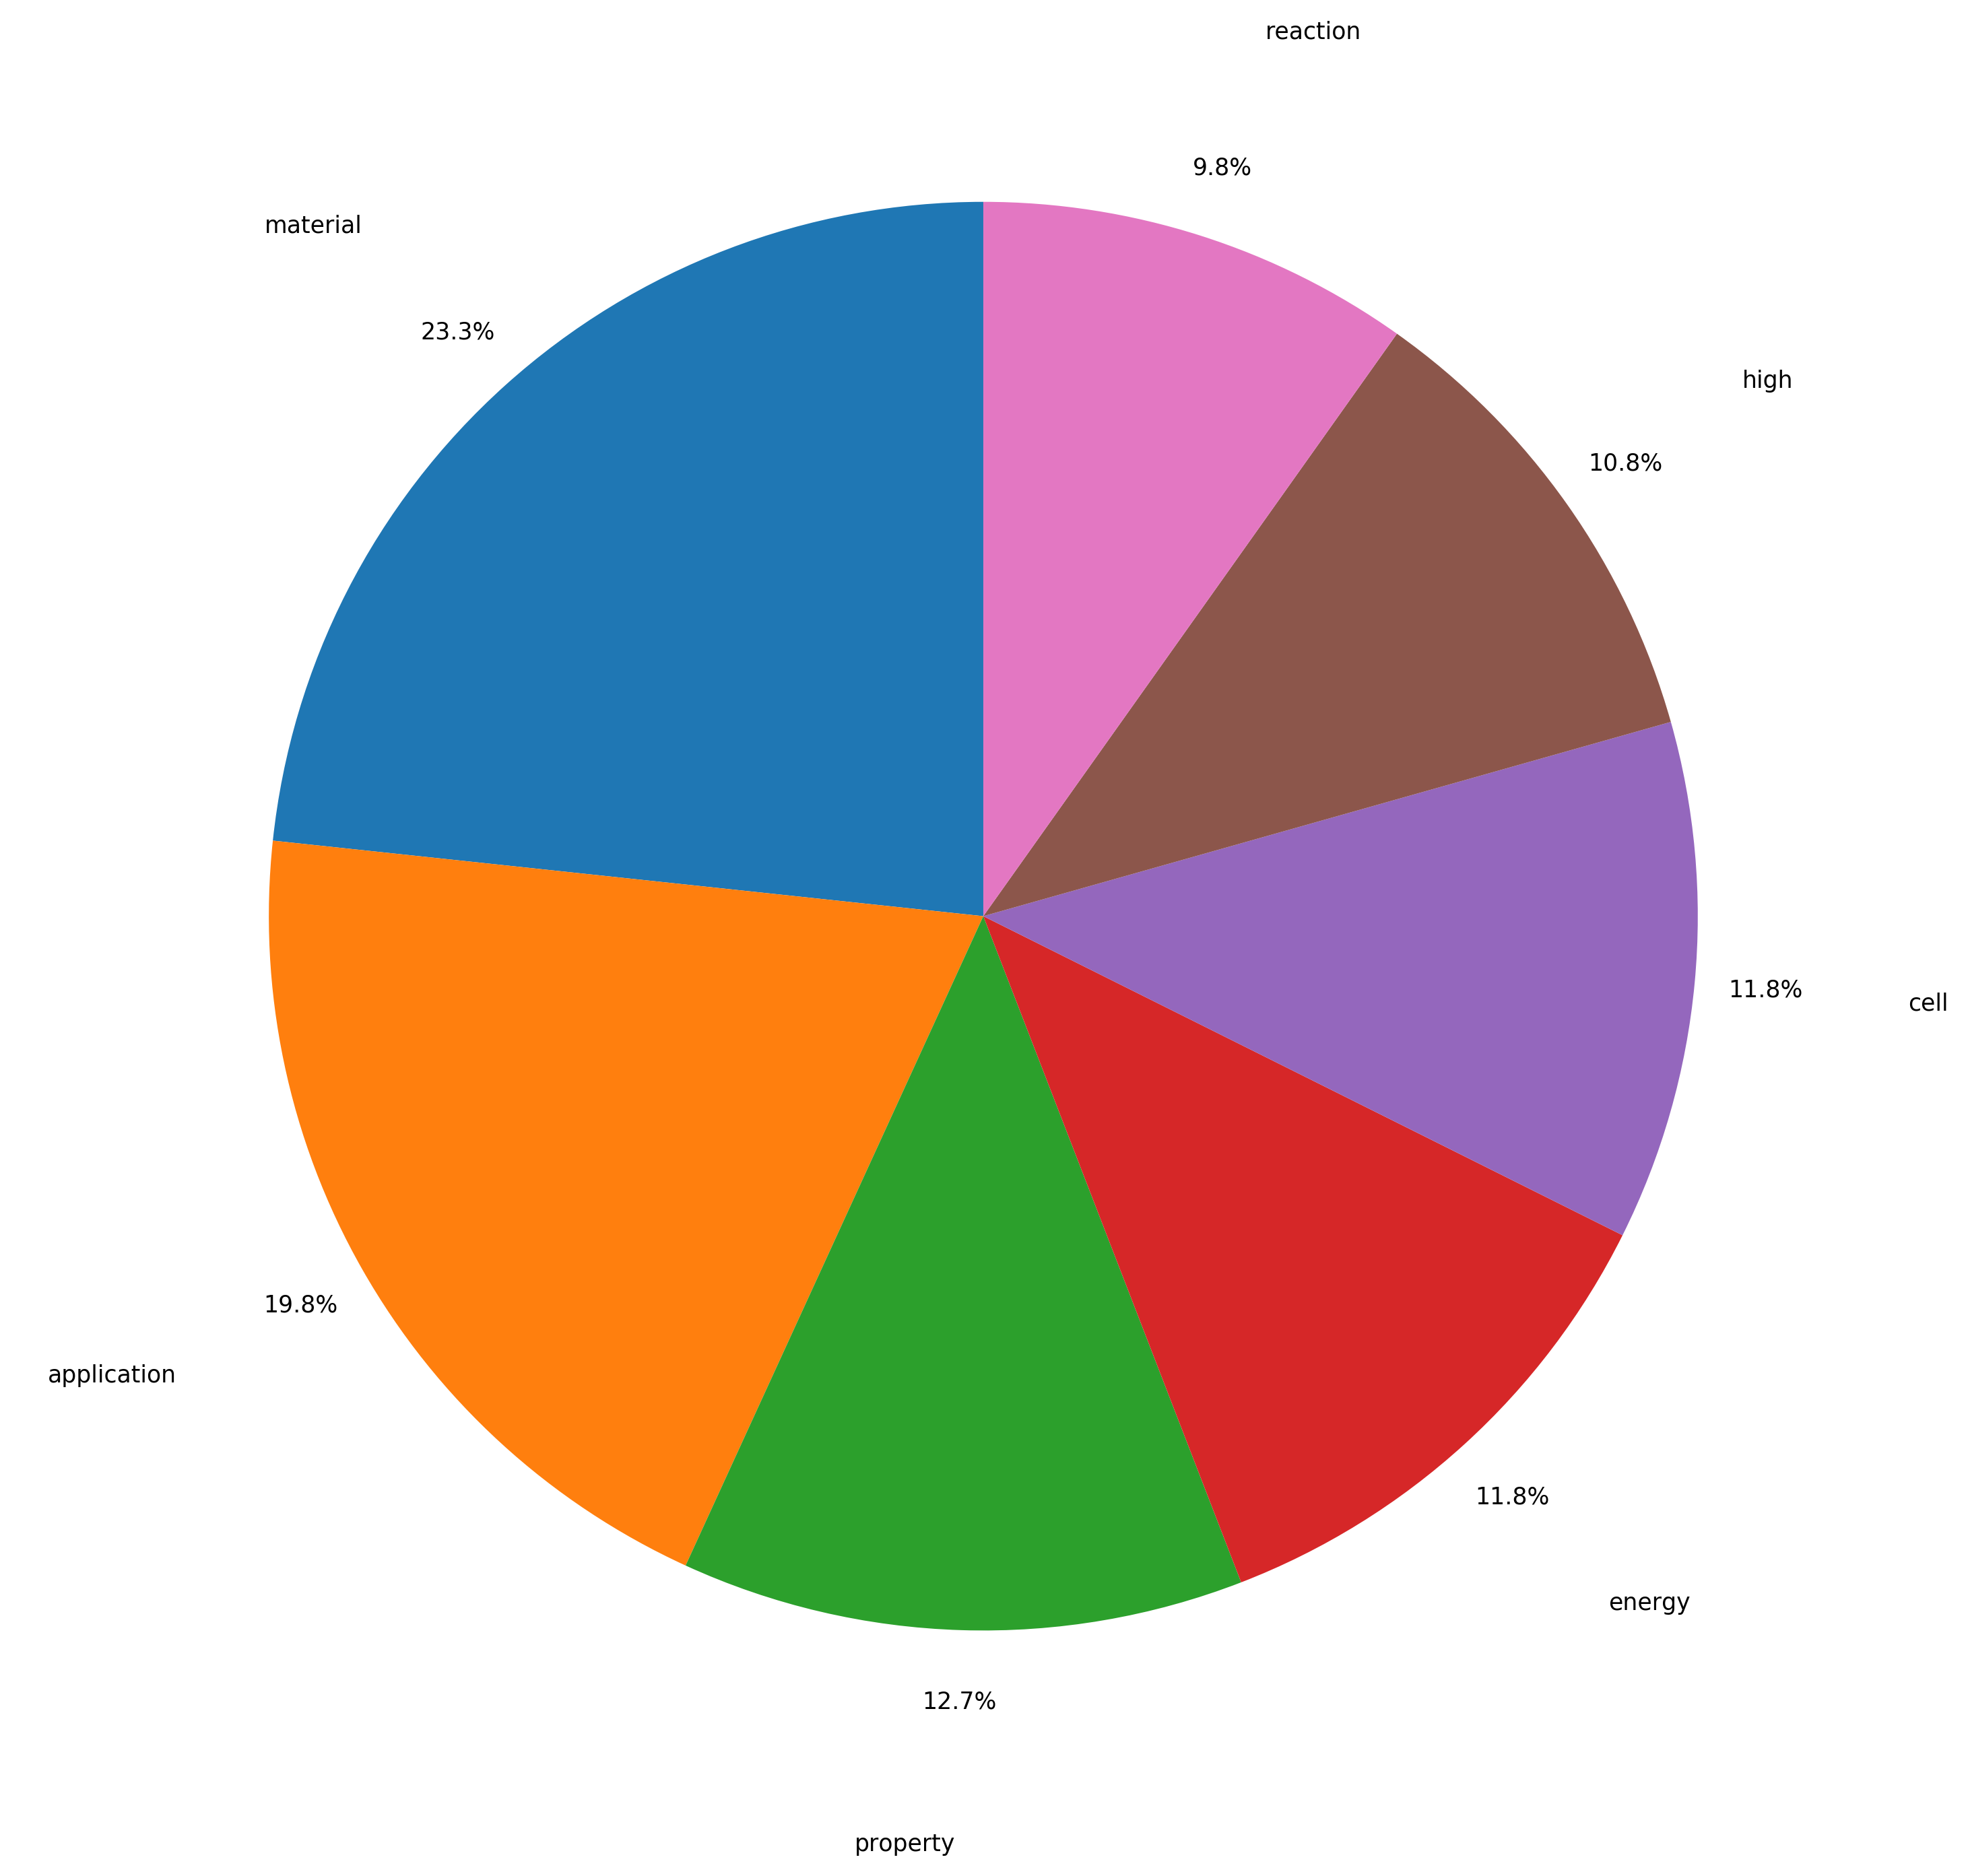 reaction
9.8%
material
23.3%
high
10.8%
11.8%
cell
19.8%
application
11.8%
energy
12.7%
property